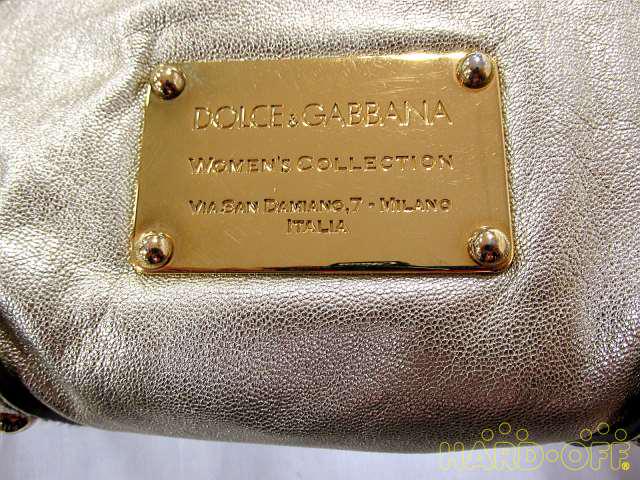 DOLCE & GABBANA
WOMEN'S COLLECTION
VIA SAN DAMIANO,7 - MILANO
ITALIA
HARD·OFF®